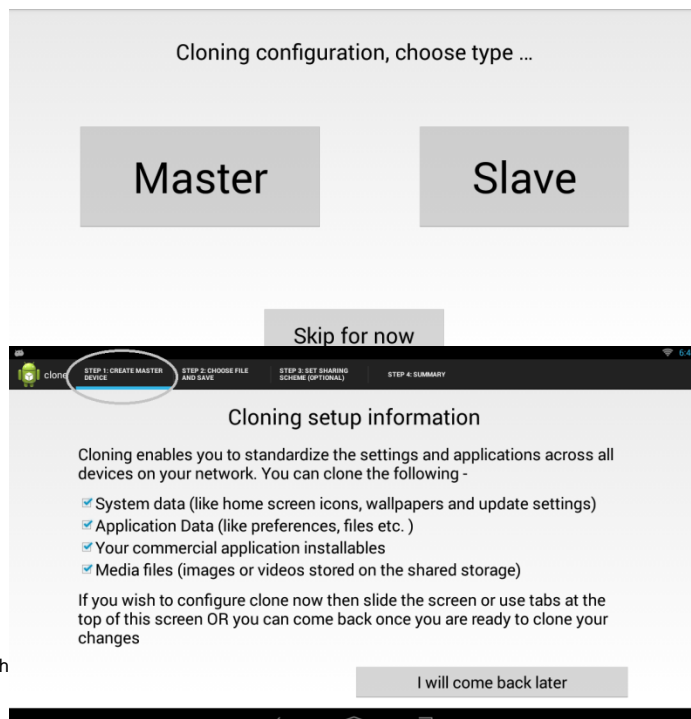 Cloning configuration, choose type ...
Master
Slave
Skip for now
clone
STEP 1: CREATE MASTER
DEVICE
STEP 2: CHOOSE FILE
AND SAVE
STEP 3: SET SHARING
SCHEME (OPTIONAL)
STEP 4: SUMMARY
Cloning setup information
Cloning enables you to standardize the settings and applications across all
devices on your network. You can clone the following -
System data (like home screen icons, wallpapers and update settings)
Application Data (like preferences, files etc. )
Your commercial application installables
Media files (images or videos stored on the shared storage)
If you wish to configure clone now then slide the screen or use tabs at the
top of this screen OR you can come back once you are ready to clone your
changes
h
I will come back later